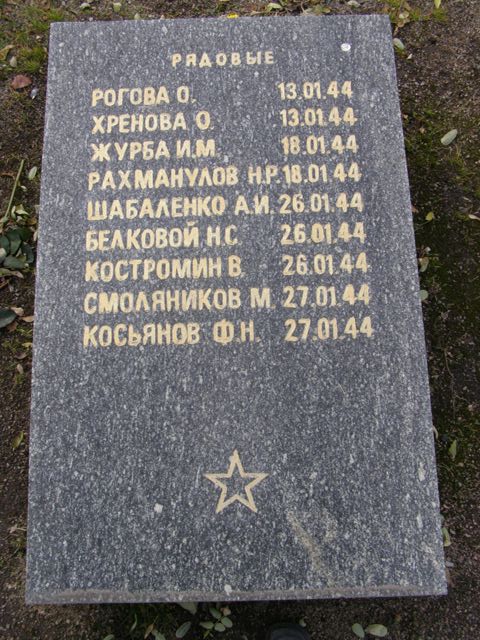 РЯДОВЫЕ
РОГОВА О. 13.01.44
ХРЕНОВА О. 13.01.44
ЖУРБА И.М. 18.01.44
РАХМАНУЛОВ Н.Р. 18.01.44
ШАБАЛЕНКО А.И. 26.01.44
БЕЛКОВОЙ Н.С. 26.01.44
КОСТРОМИН В. 26.01.44
СМОЛЯНИКОВ М. 27.01.44
КОСЬЯНОВ Ф.Н. 27.01.44